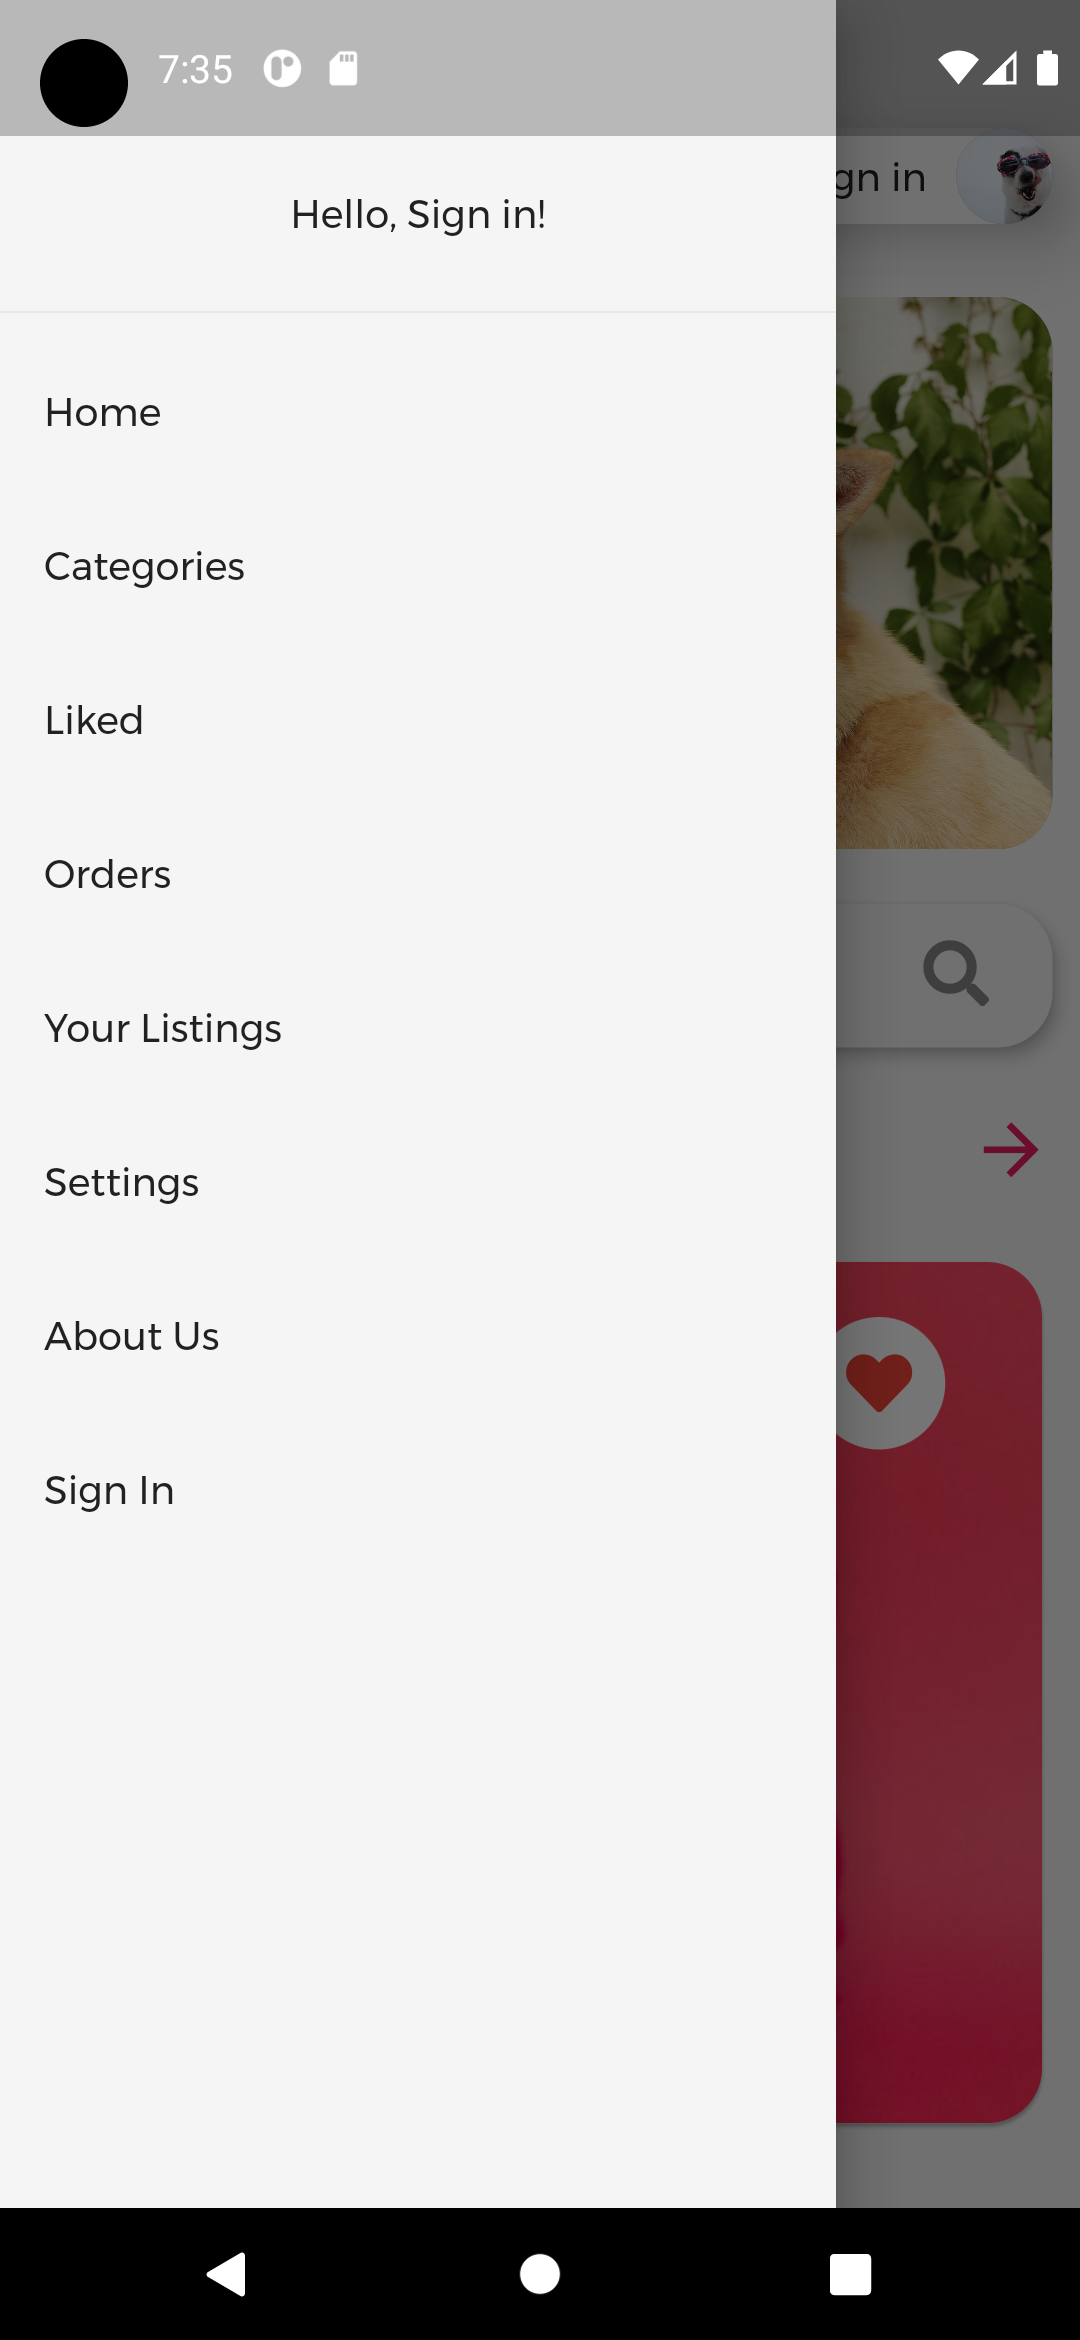 7:35
gn in
Hello, Sign in!
Home
Categories
Liked
Orders
Your Listings
Settings
About Us
Sign In